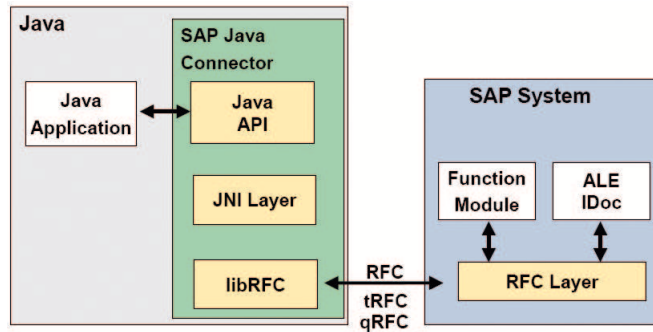 Java
SAP Java
Connector
Java
Application
Java
API
JNI Layer
libRFC
RFC
tRFC
qRFC
SAP System
Function
Module
ALE
IDoc
RFC Layer